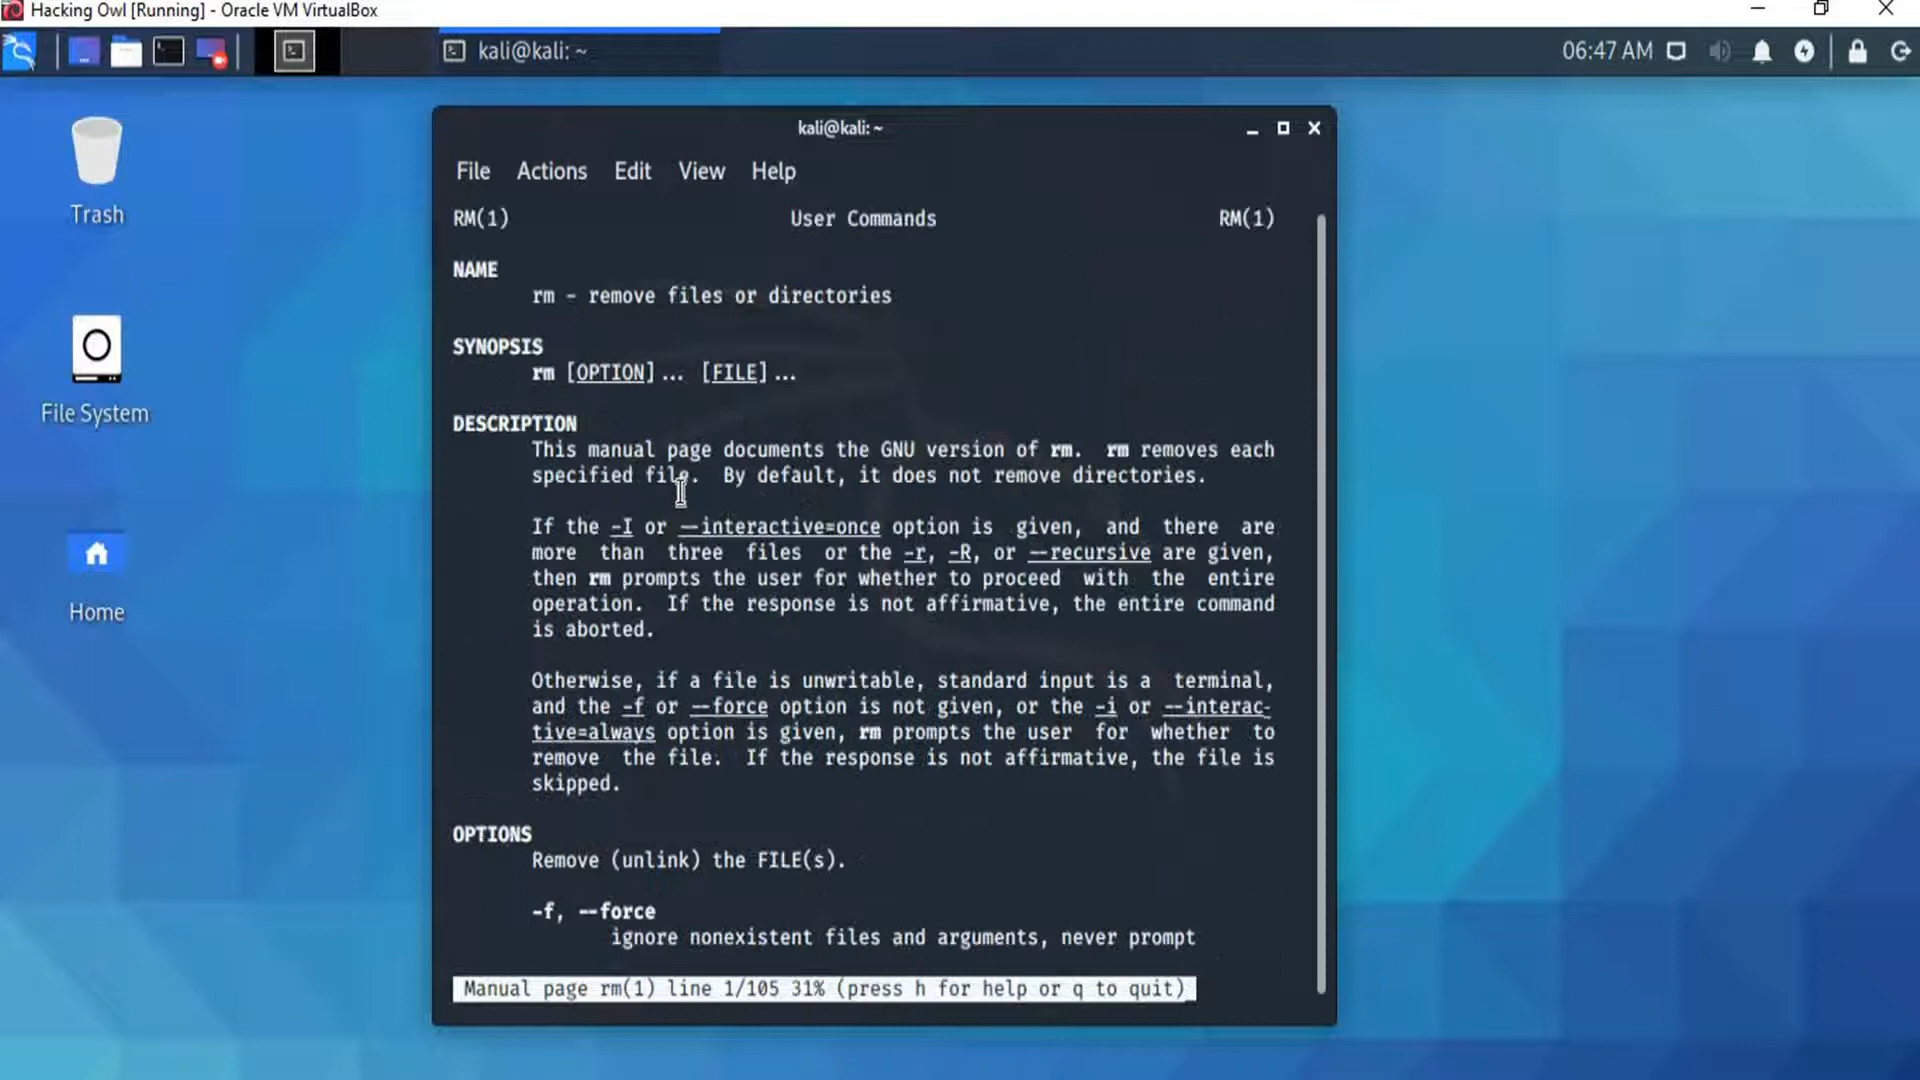 Hacking Owl [Running] - Oracle VM VirtualBox
kali@kali: ~
06:47 AM
Trash
File System
Home
kali@kali: ~
File Actions Edit View Help
RM(1) User Commands RM(1)
NAME
rm - remove files or directories
SYNOPSIS
rm [OPTION]... [FILE]...
DESCRIPTION
This manual page documents the GNU version of rm. rm removes each
specified file. By default, it does not remove directories.
If the -I or --interactive=once option is given, and there are
more than three files or the -r, -R, or --recursive are given,
then rm prompts the user for whether to proceed with the entire
operation. If the response is not affirmative, the entire command
is aborted.
Otherwise, if a file is unwritable, standard input is a terminal,
and the -f or --force option is not given, or the -i or --interac-
tive=always option is given, rm prompts the user for whether to
remove the file. If the response is not affirmative, the file is
skipped.
OPTIONS
Remove (unlink) the FILE(s).
-f, --force
ignore nonexistent files and arguments, never prompt
Manual page rm(1) line 1/105 31% (press h for help or q to quit)